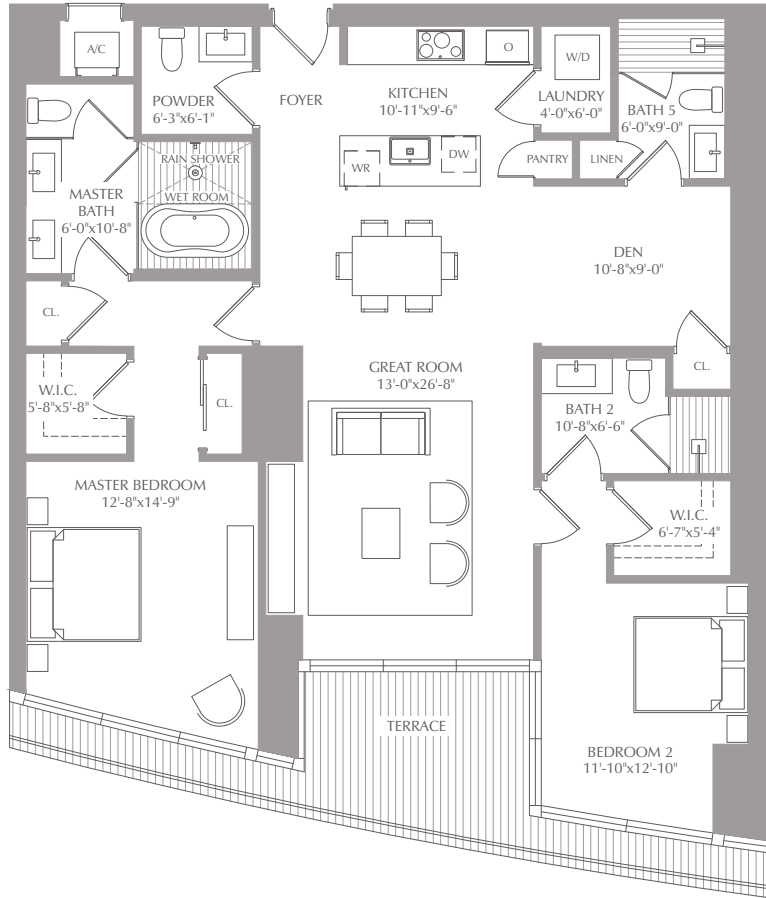 A/C
POWDER
6'-3"x6'-1"
FOYER
KITCHEN
10'-11"x9'-6"
O
W/D
LAUNDRY
4'-0"x6'-0"
BATH 5
6'-0"x9'-0"
RAIN SHOWER
WET ROOM
MASTER
BATH
6'-0"x10'-8"
WR
DW
PANTRY
LINEN
DEN
10'-8"x9'-0"
CL.
GREAT ROOM
13'-0"x26'-8"
CL.
W.I.C.
5'-8"x5'-8"
CL.
BATH 2
10'-8"x6'-6"
MASTER BEDROOM
12'-8"x14'-9"
W.I.C.
6'-7"x5'-4"
TERRACE
BEDROOM 2
11'-10"x12'-10"